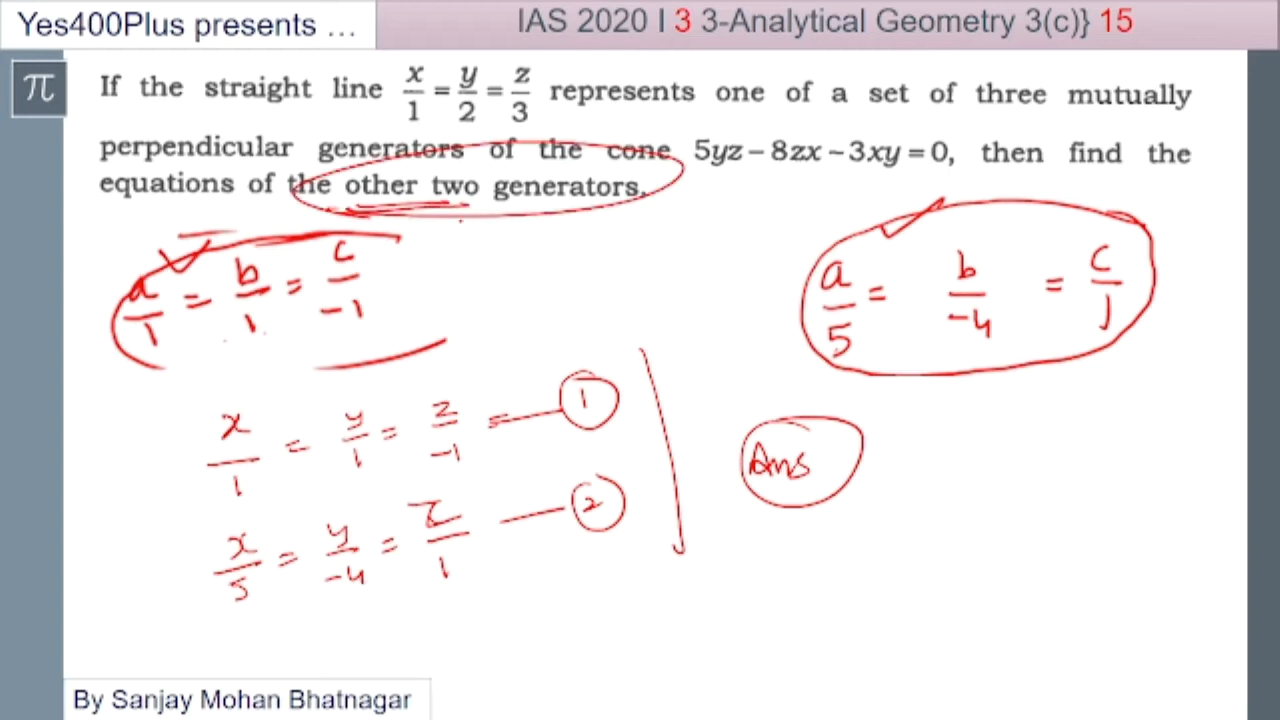 Yes400Plus presents ...
IAS 2020 I 3 3-Analytical Geometry 3(c)} 15
π
If the straight line x/1 = y/2 = z/3 represents one of a set of three mutually
perpendicular generators of the cone 5yz – 8zx – 3xy = 0, then find the
equations of the other two generators.
a/1 = b/1 = c/-1
a/5 = b/-4 = c/1
x/1 = y/1 = z/-1 = — 1
Ans
x/5 = y/-4 = z/1 — 2
By Sanjay Mohan Bhatnagar